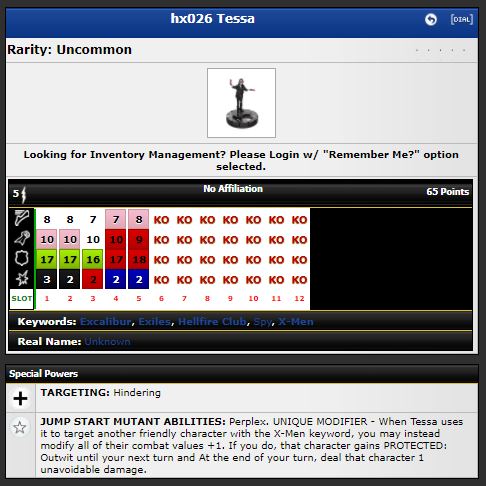 hx026 Tessa
[DIAL]
Rarity: Uncommon
. . . . .
Looking for Inventory Management? Please Login w/ "Remember Me?" option
selected.
5 No Affiliation 65 Points
8 8 7 7 8 KO KO KO KO KO KO KO
10 10 10 10 9 KO KO KO KO KO KO KO
17 17 16 17 18 KO KO KO KO KO KO KO
3 2 2 2 2 KO KO KO KO KO KO KO
SLOT 1 2 3 4 5 6 7 8 9 10 11 12
Keywords: Excalibur, Exiles, Hellfire Club, Spy, X-Men
Real Name: Unknown
Special Powers
TARGETING: Hindering
JUMP START MUTANT ABILITIES: Perplex. UNIQUE MODIFIER - When Tessa uses
it to target another friendly character with the X-Men keyword, you may instead
modify all of their combat values +1. If you do, that character gains PROTECTED:
Outwit until your next turn and At the end of your turn, deal that character 1
unavoidable damage.